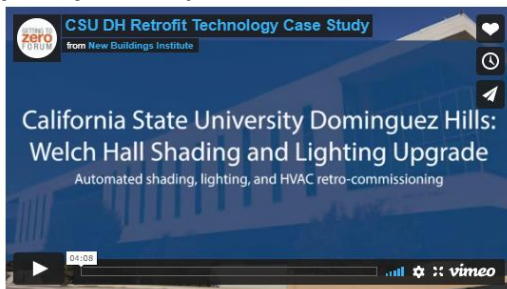 GETTING TO
zero
FORUM
CSU DH Retrofit Technology Case Study
from New Buildings Institute
California State University Dominguez Hills:
Welch Hall Shading and Lighting Upgrade
Automated shading, lighting, and HVAC retro-commissioning
04:08
vimeo